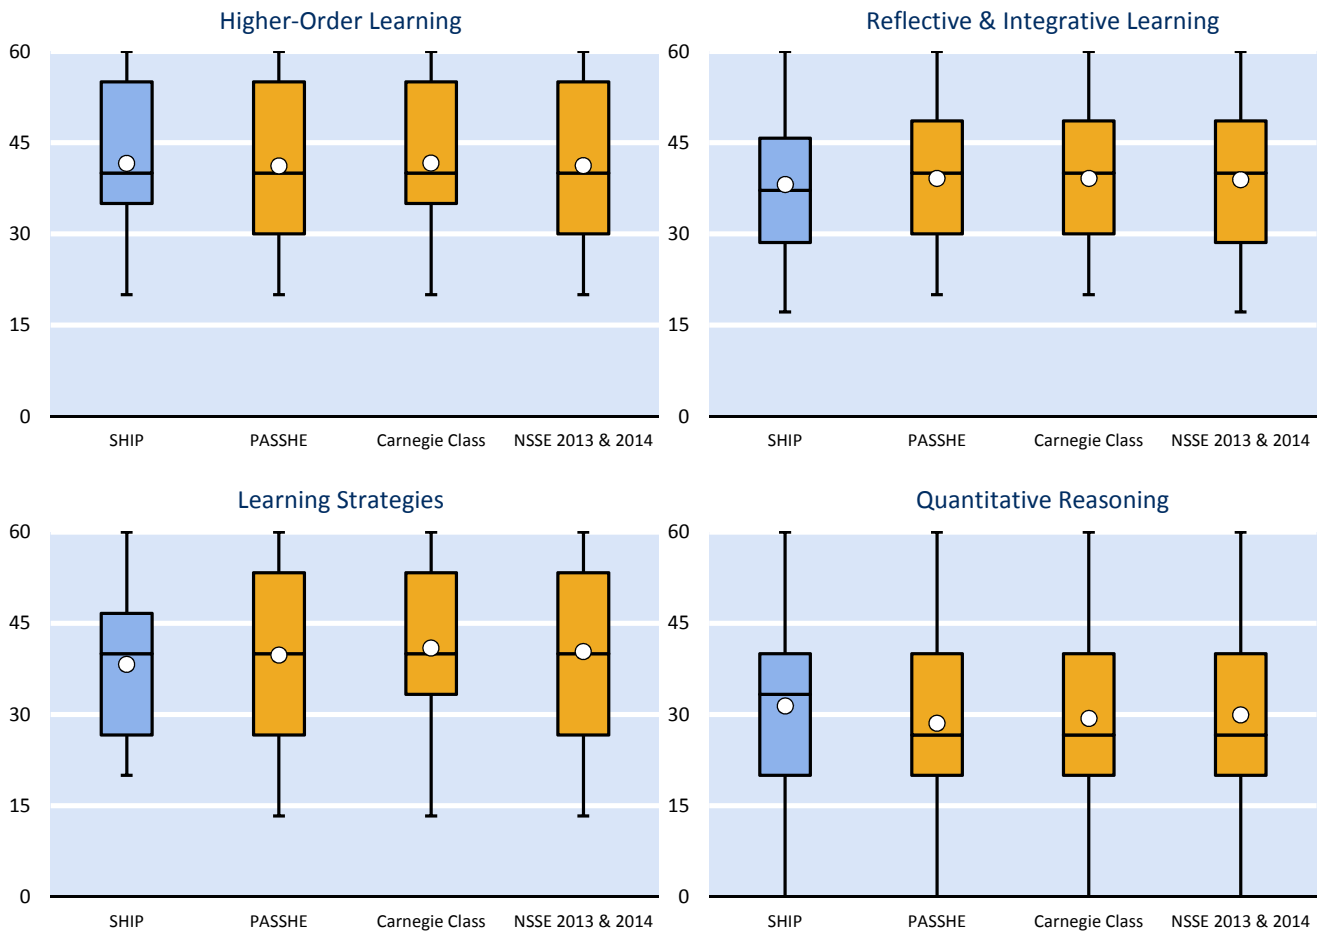 Higher-Order Learning
60
45
30
15
0
SHIP PASSHE Carnegie Class NSSE 2013 & 2014
Reflective & Integrative Learning
60
45
30
15
0
SHIP PASSHE Carnegie Class NSSE 2013 & 2014
Learning Strategies
60
45
30
15
0
SHIP PASSHE Carnegie Class NSSE 2013 & 2014
Quantitative Reasoning
60
45
30
15
0
SHIP PASSHE Carnegie Class NSSE 2013 & 2014